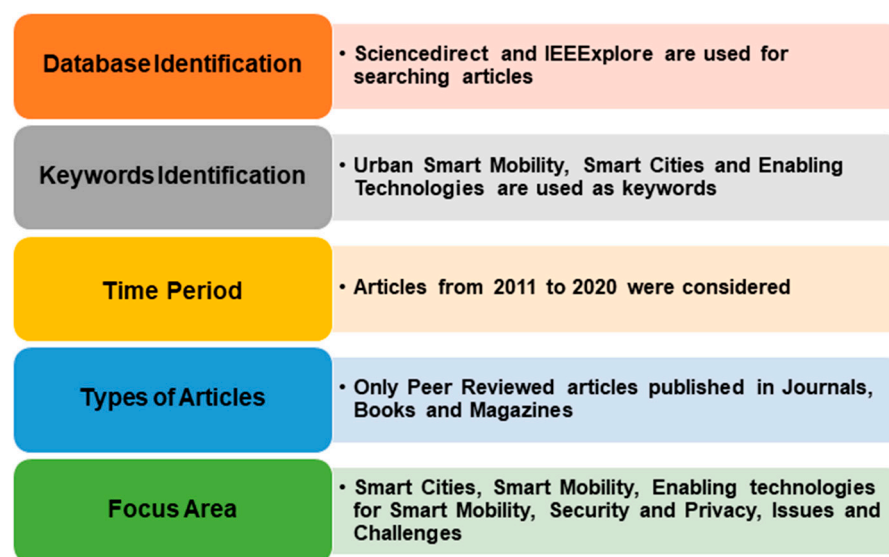 Database Identification
• Sciencedirect and IEEExplore are used for
searching articles
Keywords Identification
• Urban Smart Mobility, Smart Cities and Enabling
Technologies are used as keywords
Time Period
• Articles from 2011 to 2020 were considered
Types of Articles
• Only Peer Reviewed articles published in Journals,
Books and Magazines
Focus Area
• Smart Cities, Smart Mobility, Enabling technologies
for Smart Mobility, Security and Privacy, Issues and
Challenges